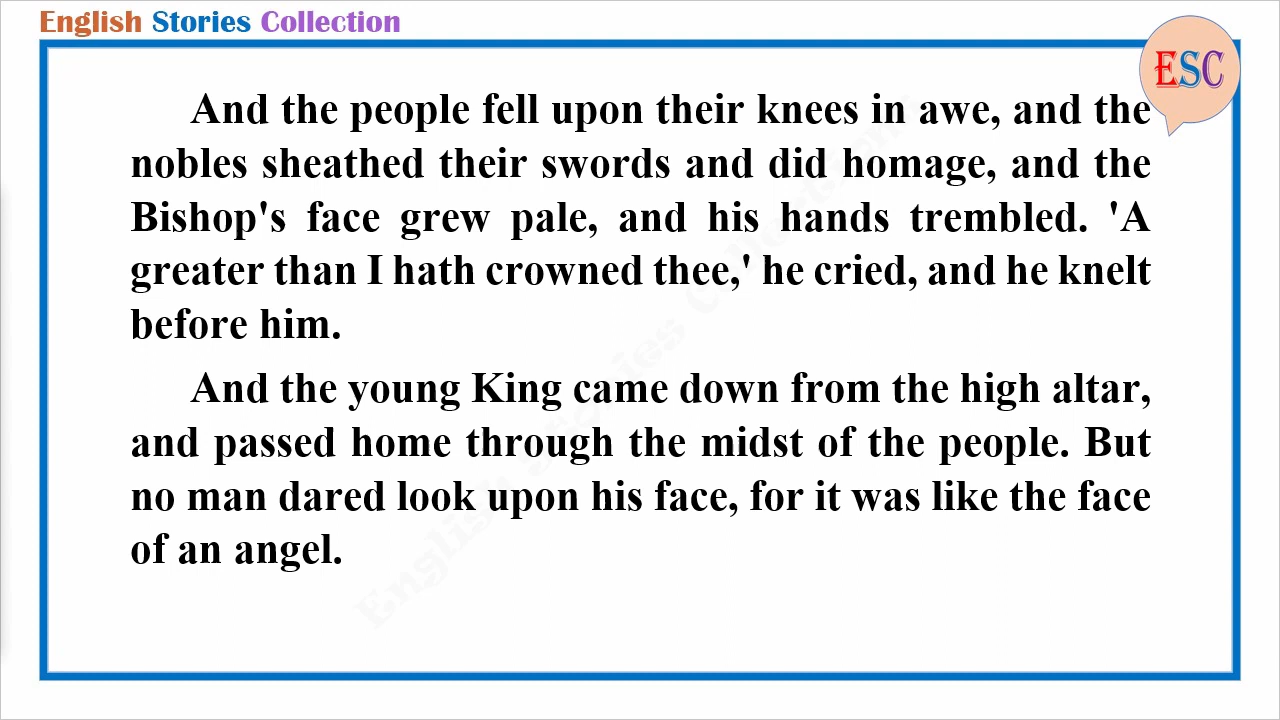 English Stories Collection
ESC
And the people fell upon their knees in awe, and the
nobles sheathed their swords and did homage, and the
Bishop's face grew pale, and his hands trembled. 'A
greater than I hath crowned thee,' he cried, and he knelt
before him.
And the young King came down from the high altar,
and passed home through the midst of the people. But
no man dared look upon his face, for it was like the face
of an angel.
English Stories Collection